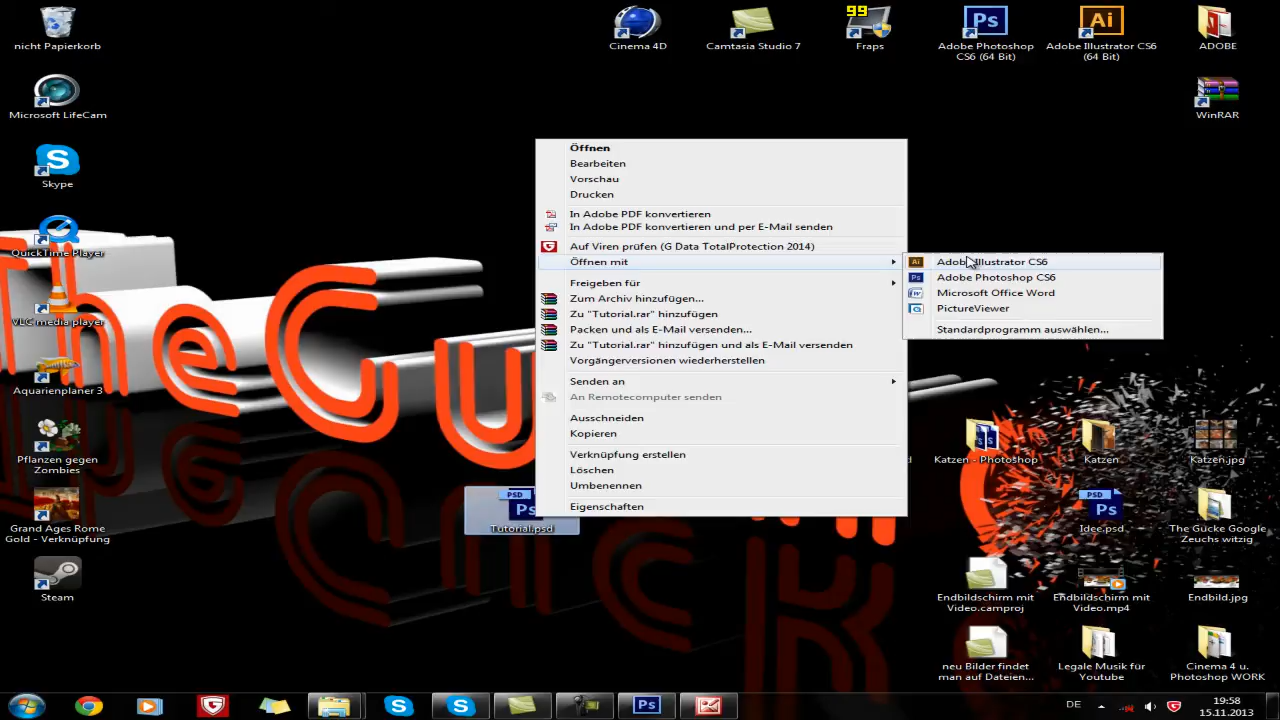 nicht Papierkorb
Microsoft LifeCam
Skype
QuickTime Player
VLC media player
Aquarienplaner 3
Pflanzen gegen
Zombies
Grand Ages Rome
Gold - Verknüpfung
Steam
Cinema 4D
Camtasia Studio 7
99
Fraps
Ps
Adobe Photoshop
CS6 (64 Bit)
Ai
Adobe Illustrator CS6
(64 Bit)
ADOBE
WinRAR
Öffnen
Bearbeiten
Vorschau
Drucken
In Adobe PDF konvertieren
In Adobe PDF konvertieren und per E-Mail senden
Auf Viren prüfen (G Data TotalProtection 2014)
Öffnen mit
Freigeben für
Zum Archiv hinzufügen...
Zu "Tutorial.rar" hinzufügen
Packen und als E-Mail versenden...
Zu "Tutorial.rar" hinzufügen und als E-Mail versenden
Vorgängerversionen wiederherstellen
Senden an
An Remotecomputer senden
Ausschneiden
Kopieren
Verknüpfung erstellen
Löschen
Umbenennen
Eigenschaften
Ai Adobe Illustrator CS6
Ps Adobe Photoshop CS6
Microsoft Office Word
PictureViewer
Standardprogramm auswählen...
PSD
Ps
Tutorial.psd
Katzen - Photoshop
Katzen
Katzen.jpg
PSD
Ps
Idee.psd
The Gücke Google
Zeuchs witzig
Endbildschirm mit
Video.camproj
Endbildschirm mit
Video.mp4
Endbild.jpg
neu Bilder findet
man auf Dateien...
Legale Musik für
Youtube
Cinema 4 u.
Photoshop WORK
Ps
DE
19:58
15.11.2013